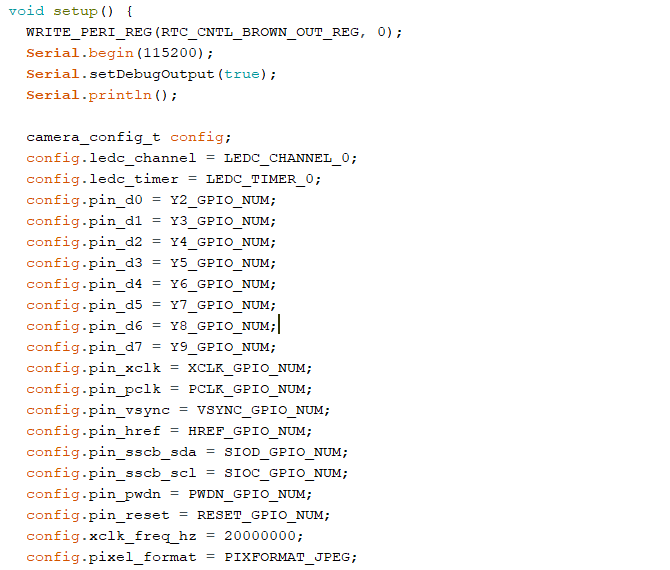 void setup() {
  WRITE_PERI_REG(RTC_CNTL_BROWN_OUT_REG, 0);
  Serial.begin(115200);
  Serial.setDebugOutput(true);
  Serial.println();

  camera_config_t config;
  config.ledc_channel = LEDC_CHANNEL_0;
  config.ledc_timer = LEDC_TIMER_0;
  config.pin_d0 = Y2_GPIO_NUM;
  config.pin_d1 = Y3_GPIO_NUM;
  config.pin_d2 = Y4_GPIO_NUM;
  config.pin_d3 = Y5_GPIO_NUM;
  config.pin_d4 = Y6_GPIO_NUM;
  config.pin_d5 = Y7_GPIO_NUM;
  config.pin_d6 = Y8_GPIO_NUM;
  config.pin_d7 = Y9_GPIO_NUM;
  config.pin_xclk = XCLK_GPIO_NUM;
  config.pin_pclk = PCLK_GPIO_NUM;
  config.pin_vsync = VSYNC_GPIO_NUM;
  config.pin_href = HREF_GPIO_NUM;
  config.pin_sscb_sda = SIOD_GPIO_NUM;
  config.pin_sscb_scl = SIOC_GPIO_NUM;
  config.pin_pwdn = PWDN_GPIO_NUM;
  config.pin_reset = RESET_GPIO_NUM;
  config.xclk_freq_hz = 20000000;
  config.pixel_format = PIXFORMAT_JPEG;